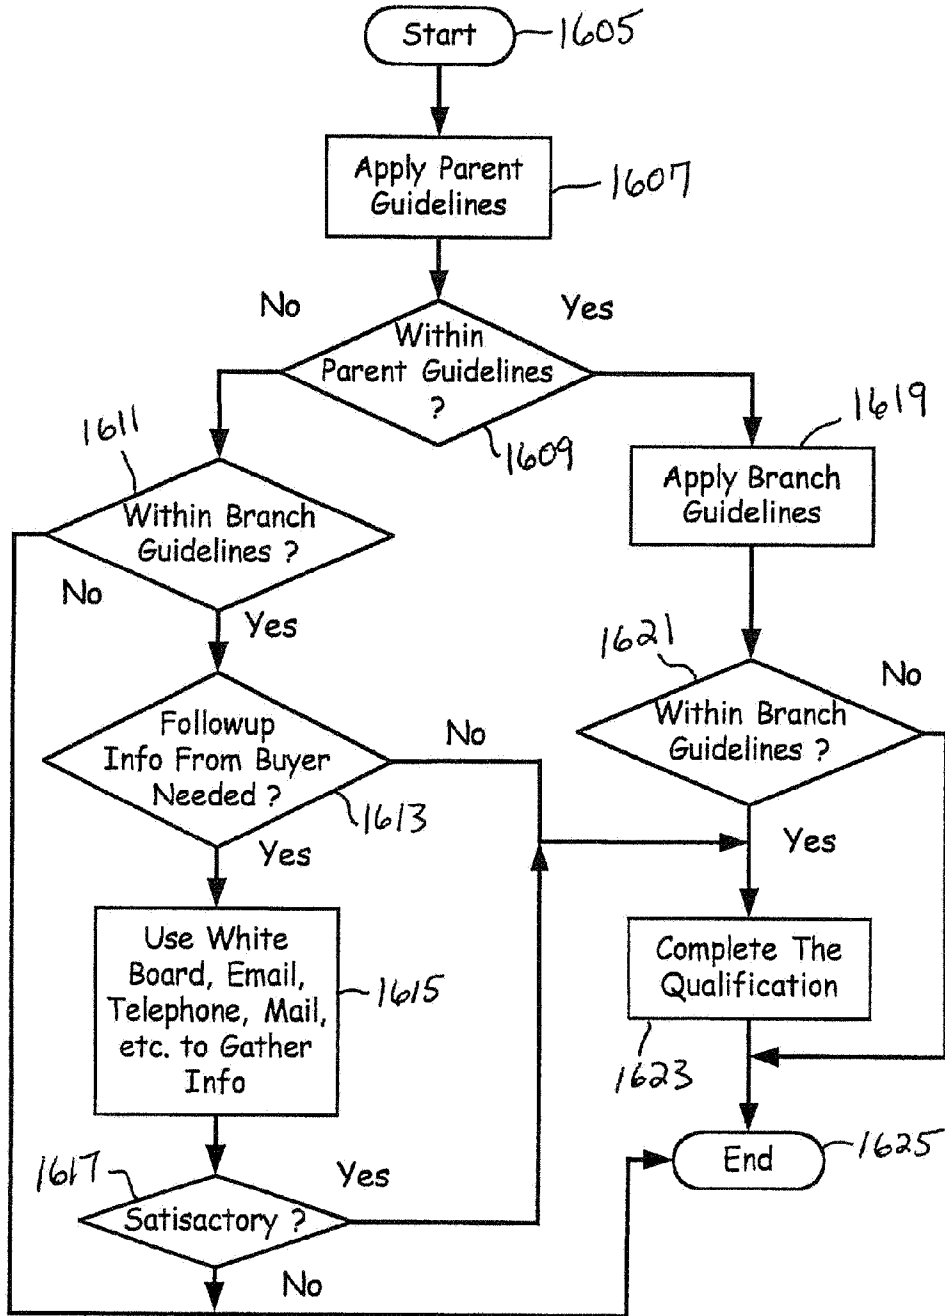 Start
1605
Apply Parent
Guidelines
1607
No
Yes
Within
Parent Guidelines
?
1609
1611
Within Branch
Guidelines ?
No
Yes
1619
Apply Branch
Guidelines
1621
Within Branch
Guidelines ?
No
Yes
Followup
Info From Buyer
Needed ?
No
1613
Yes
Use White
Board, Email,
Telephone, Mail,
etc. to Gather
Info
1615
Complete The
Qualification
1623
1617
Satisactory ?
Yes
No
End
1625